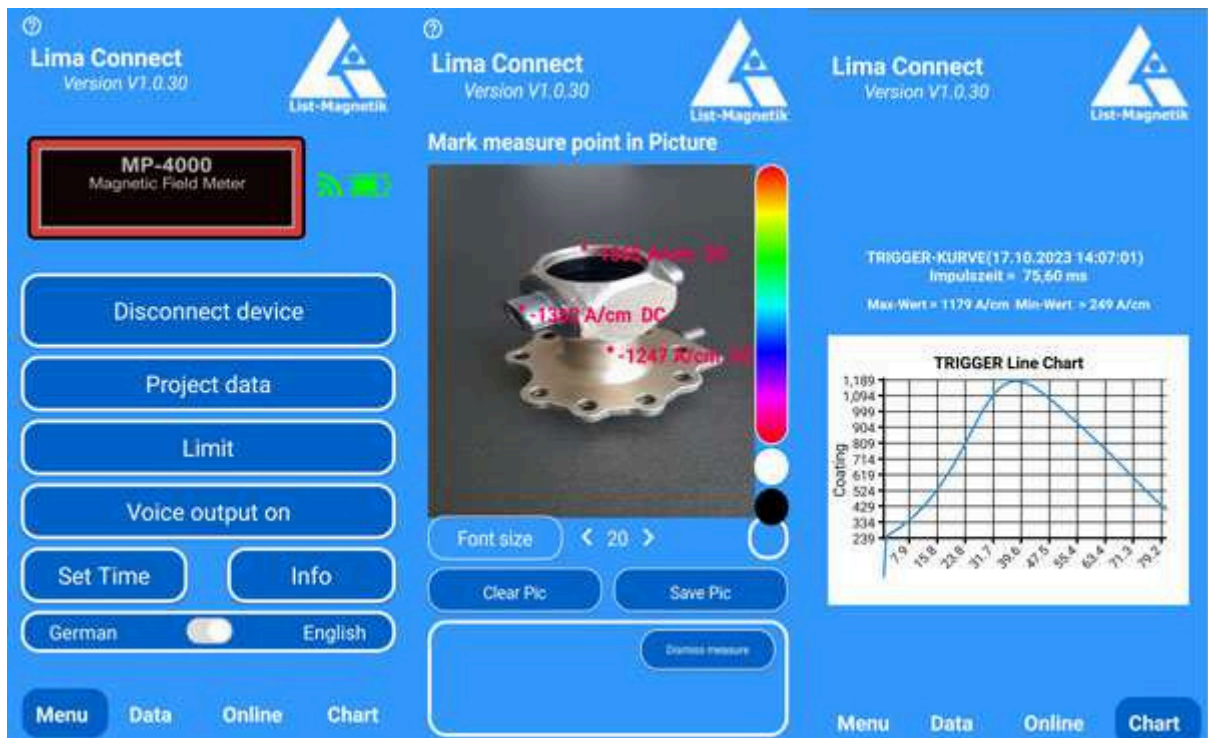 Lima Connect
Version V1.0.30
List-Magnetik
MP-4000
Magnetic Field Meter
Disconnect device
Project data
Limit
Voice output on
Set Time
Info
German
English
Menu
Data
Online
Chart
Lima Connect
Version V1.0.30
List-Magnetik
Mark measure point in Picture
A/cm DC
-1247 A/cm
Font size
< 20 >
Clear Pic
Save Pic
Dismiss measure
Lima Connect
Version V1.0.30
List-Magnetik
TRIGGER-KURVE(17.10.2023 14:07:01)
Impulszeit = 75,60 ms
Max-Wert = 1179 A/cm Min-Wert = 249 A/cm
TRIGGER Line Chart
Coating
1,189
1,094
999
904
809
714
619
524
429
334
239
7.9
15.8
23.8
31.7
39.6
47.5
55.4
63.4
71.3
79.2
Menu
Data
Online
Chart